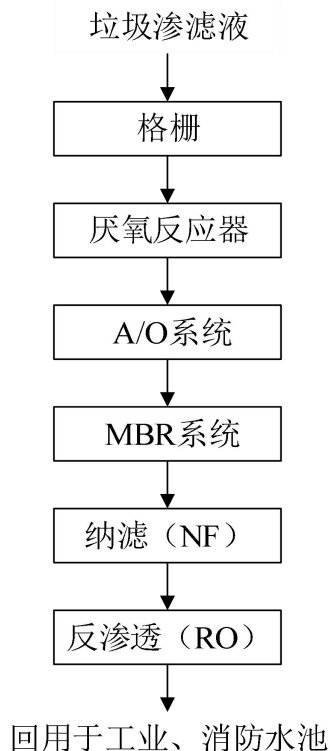 垃圾渗滤液
格栅
厌氧反应器
A/O系统
MBR系统
纳滤（NF）
反渗透（RO）
回用于工业、消防水池